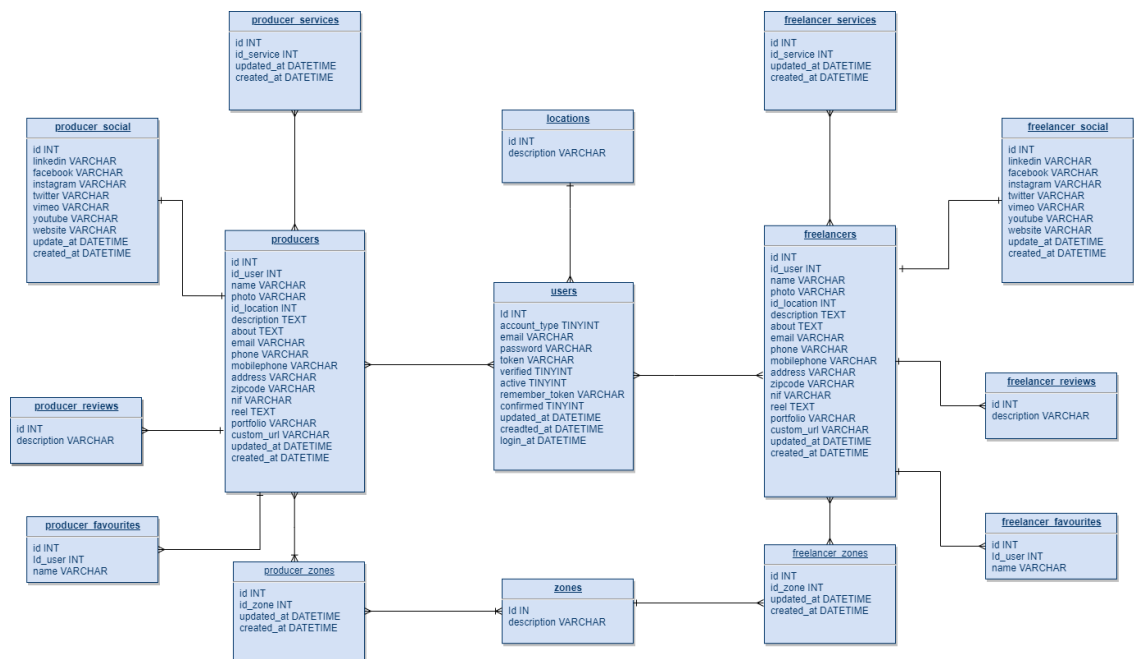 producer_services
id INT
id_service INT
updated_at DATETIME
created_at DATETIME
freelancer_services
id INT
id_service INT
updated_at DATETIME
created_at DATETIME
producer_social
id INT
linkedin VARCHAR
facebook VARCHAR
instagram VARCHAR
twitter VARCHAR
vimeo VARCHAR
youtube VARCHAR
website VARCHAR
update_at DATETIME
created_at DATETIME
locations
id INT
description VARCHAR
freelancer_social
id INT
linkedin VARCHAR
facebook VARCHAR
instagram VARCHAR
twitter VARCHAR
vimeo VARCHAR
youtube VARCHAR
website VARCHAR
update_at DATETIME
created_at DATETIME
producers
id INT
id_user INT
name VARCHAR
photo VARCHAR
id_location INT
description TEXT
about TEXT
email VARCHAR
phone VARCHAR
mobilephone VARCHAR
address VARCHAR
zipcode VARCHAR
nif VARCHAR
reel TEXT
portfolio VARCHAR
custom_url VARCHAR
updated_at DATETIME
created_at DATETIME
users
Id INT
account_type TINYINT
email VARCHAR
password VARCHAR
token VARCHAR
verified TINYINT
active TINYINT
remember_token VARCHAR
confirmed TINYINT
updated_at DATETIME
creadted_at DATETIME
login_at DATETIME
freelancers
id INT
id_user INT
name VARCHAR
photo VARCHAR
id_location INT
description TEXT
about TEXT
email VARCHAR
phone VARCHAR
mobilephone VARCHAR
address VARCHAR
zipcode VARCHAR
nif VARCHAR
reel TEXT
portfolio VARCHAR
custom_url VARCHAR
updated_at DATETIME
created_at DATETIME
producer_reviews
id INT
description VARCHAR
freelancer_reviews
id INT
description VARCHAR
producer_favourites
id INT
Id_user INT
name VARCHAR
freelancer_favourites
id INT
Id_user INT
name VARCHAR
producer_zones
id INT
id_zone INT
updated_at DATETIME
created_at DATETIME
zones
Id IN
description VARCHAR
freelancer_zones
id INT
id_zone INT
updated_at DATETIME
created_at DATETIME